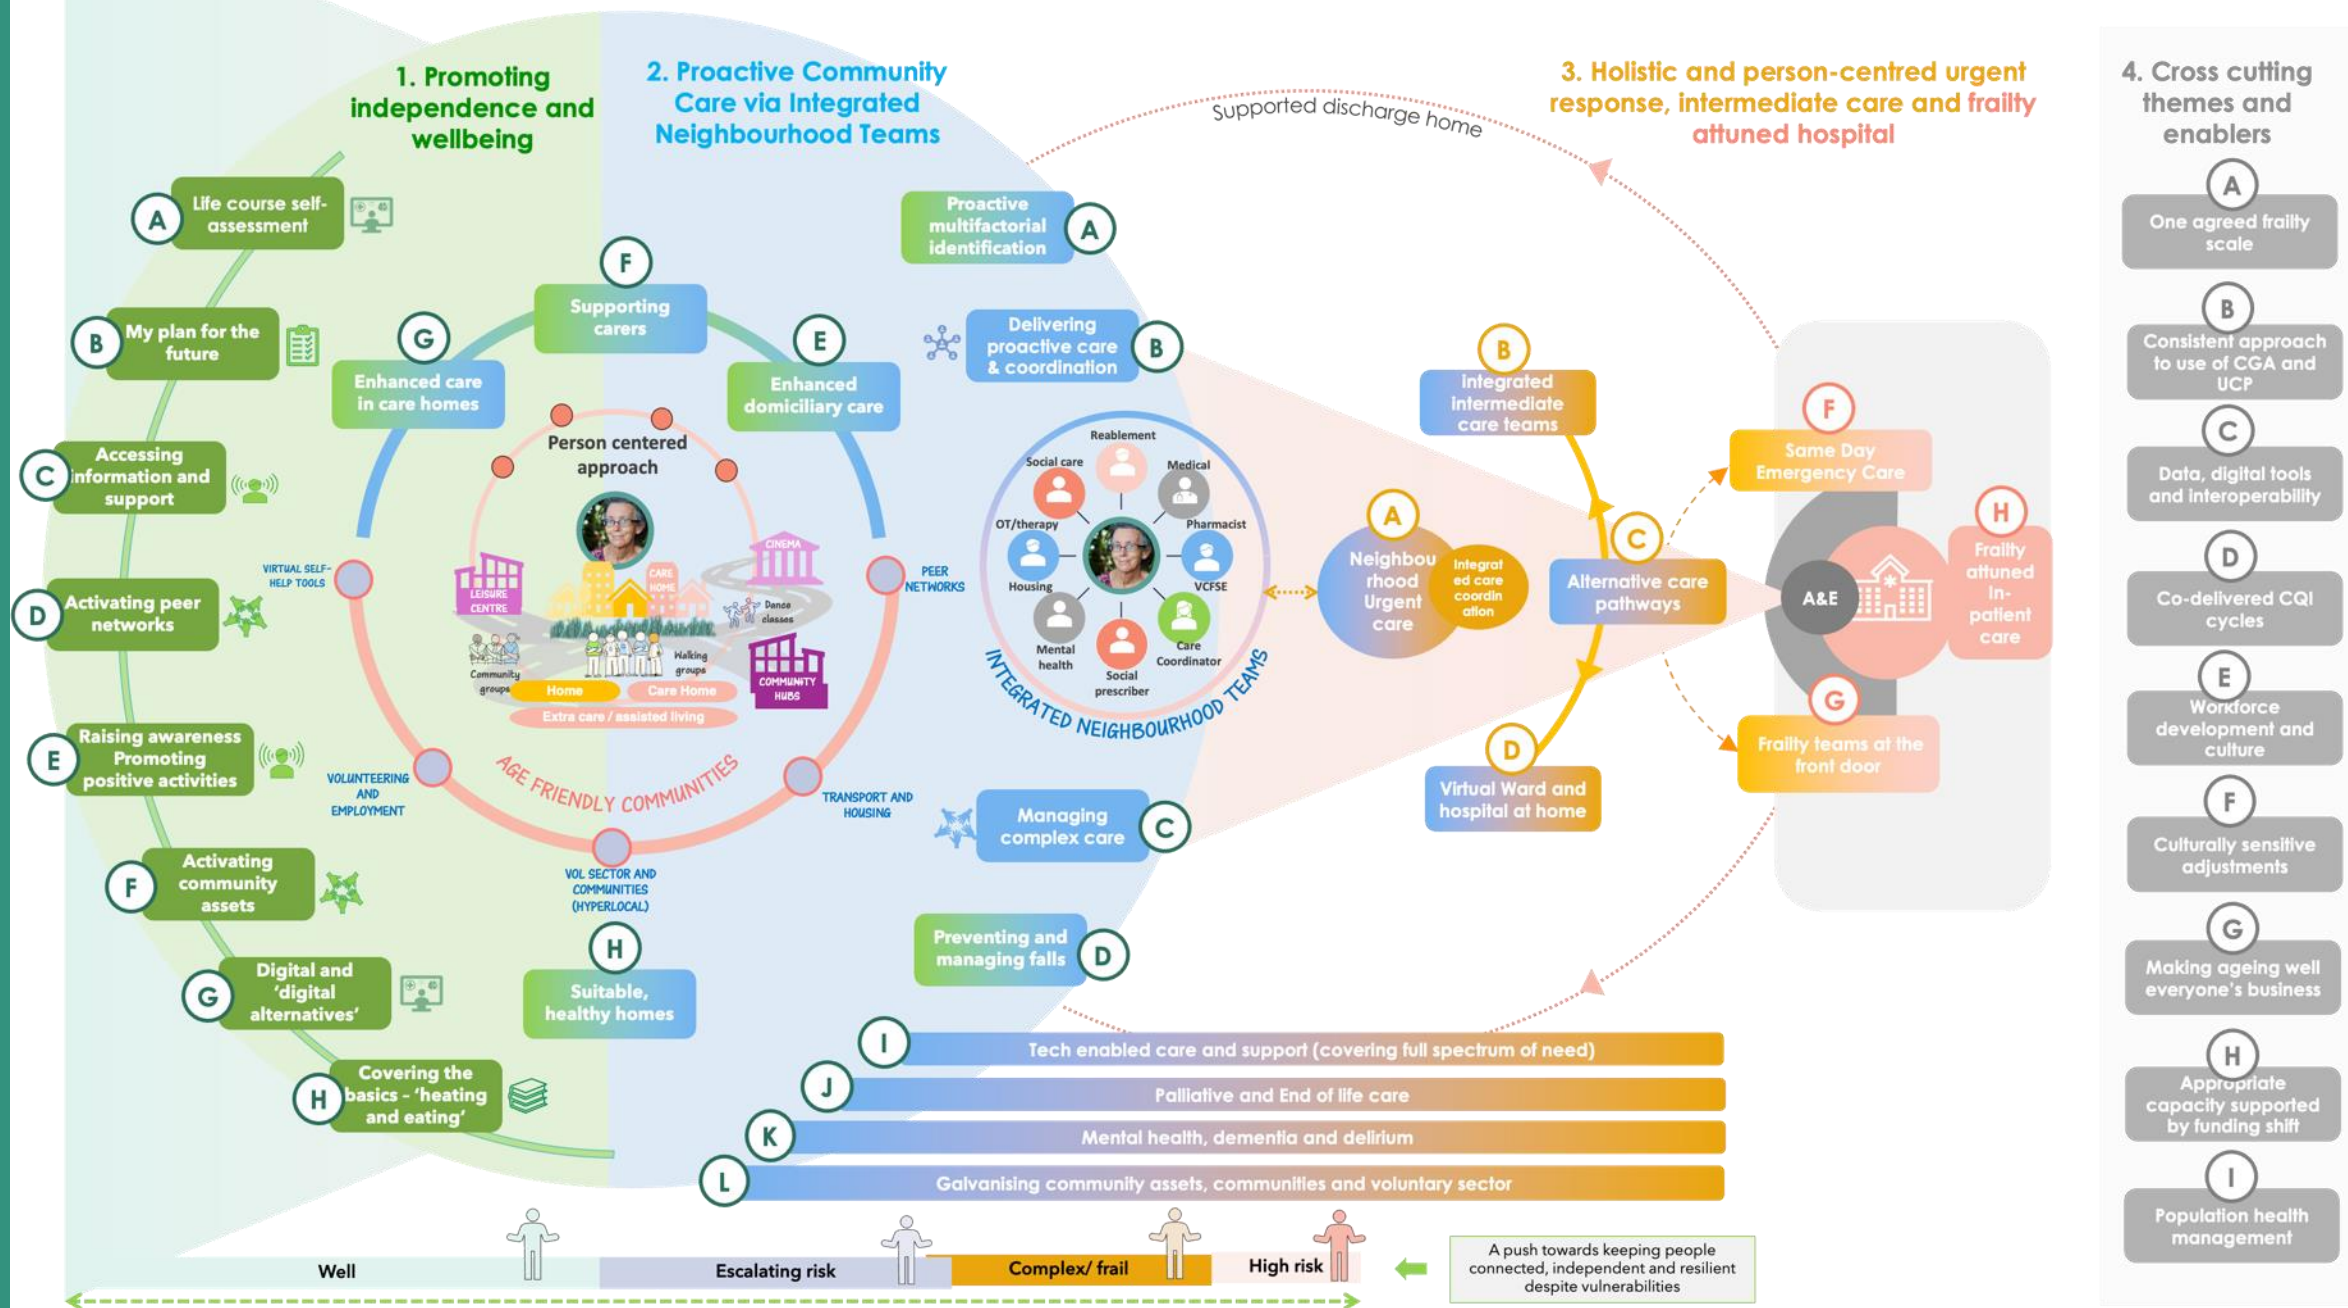 1. Promoting
independence and
wellbeing
A
Life course self-
assessment
B
My plan for the
future
C
Accessing
information and
support
D
Activating peer
networks
E
Raising awareness
Promoting
positive activities
F
Activating
community
assets
G
Digital and
‘digital
alternatives’
H
Covering the
basics - ‘heating
and eating’
2. Proactive Community
Care via Integrated
Neighbourhood Teams
A
Proactive
multifactorial
identification
B
Delivering
proactive care
& coordination
C
Managing
complex care
D
Preventing and
managing falls
E
Enhanced
domiciliary care
F
Supporting
carers
G
Enhanced care
in care homes
H
Suitable,
healthy homes
Person centered
approach
LEISURE
CENTRE
CARE
HOME
CINEMA
Dance
classes
Community
groups
Walking
groups
COMMUNITY
HUBS
Home
Care Home
Extra care / assisted living
AGE FRIENDLY COMMUNITIES
VIRTUAL SELF-
HELP TOOLS
PEER
NETWORKS
VOLUNTEERING
AND
EMPLOYMENT
TRANSPORT AND
HOUSING
VOL SECTOR AND
COMMUNITIES
(HYPERLOCAL)
Reablement
Social care
Medical
OT/therapy
Pharmacist
Housing
VCFSE
Mental
health
Care
Coordinator
Social
prescriber
INTEGRATED NEIGHBOURHOOD TEAMS
I
Tech enabled care and support (covering full spectrum of need)
J
Palliative and End of life care
K
Mental health, dementia and delirium
L
Galvanising community assets, communities and voluntary sector
Supported discharge home
3. Holistic and person-centred urgent
response, intermediate care and frailty
attuned hospital
A
Neighbou
rhood
Urgent
care
Integrat
ed care
coordin
ation
B
Integrated
intermediate
care teams
C
Alternative care
pathways
D
Virtual Ward and
hospital at home
F
Same Day
Emergency Care
A&E
G
Frailty teams at the
front door
H
Frailty
attuned
In-
patient
care
4. Cross cutting
themes and
enablers
A
One agreed frailty
scale
B
Consistent approach
to use of CGA and
UCP
C
Data, digital tools
and interoperability
D
Co-delivered CQI
cycles
E
Workforce
development and
culture
F
Culturally sensitive
adjustments
G
Making ageing well
everyone’s business
H
Appropriate
capacity supported
by funding shift
I
Population health
management
Well
Escalating risk
Complex/ frail
High risk
A push towards keeping people
connected, independent and resilient
despite vulnerabilities